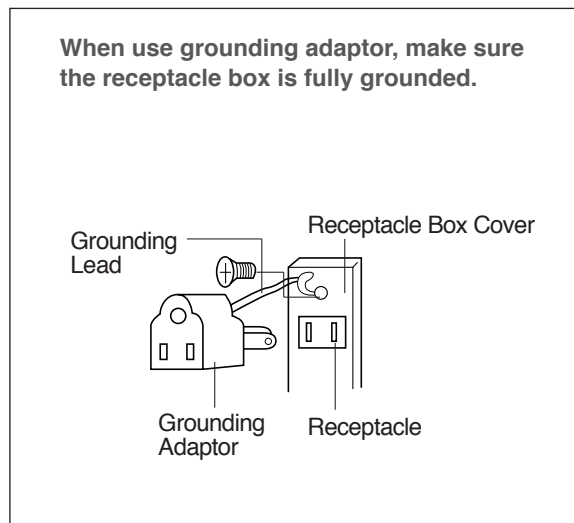 When use grounding adaptor, make sure
the receptacle box is fully grounded.
Grounding
Lead
Receptacle Box Cover
Grounding
Adaptor
Receptacle